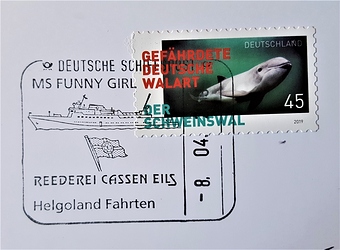 DEUTSCHE
MS FUNNY GIRL
REEDEREI CASSEN EILS
Helgoland Fahrten
- 8. 04.
GEFÄHRDETE
DEUTSCHE
WALART
DER
SCHWEINSWAL
DEUTSCHLAND
45
2019